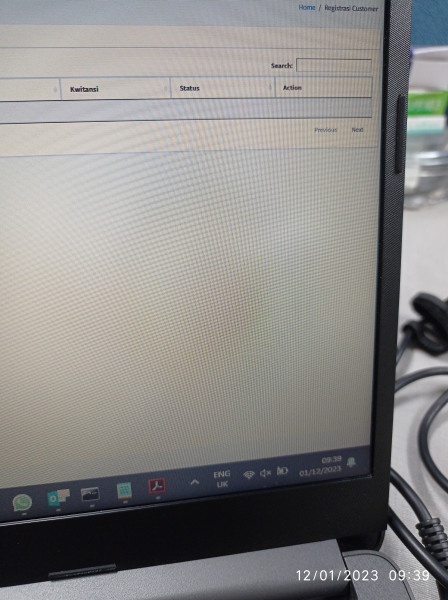 Home / Registrasi Customer
Search:
Kwitansi Status Action
Previous Next
ENG 09:39
UK 01/12/2023
12/01/2023 09:39